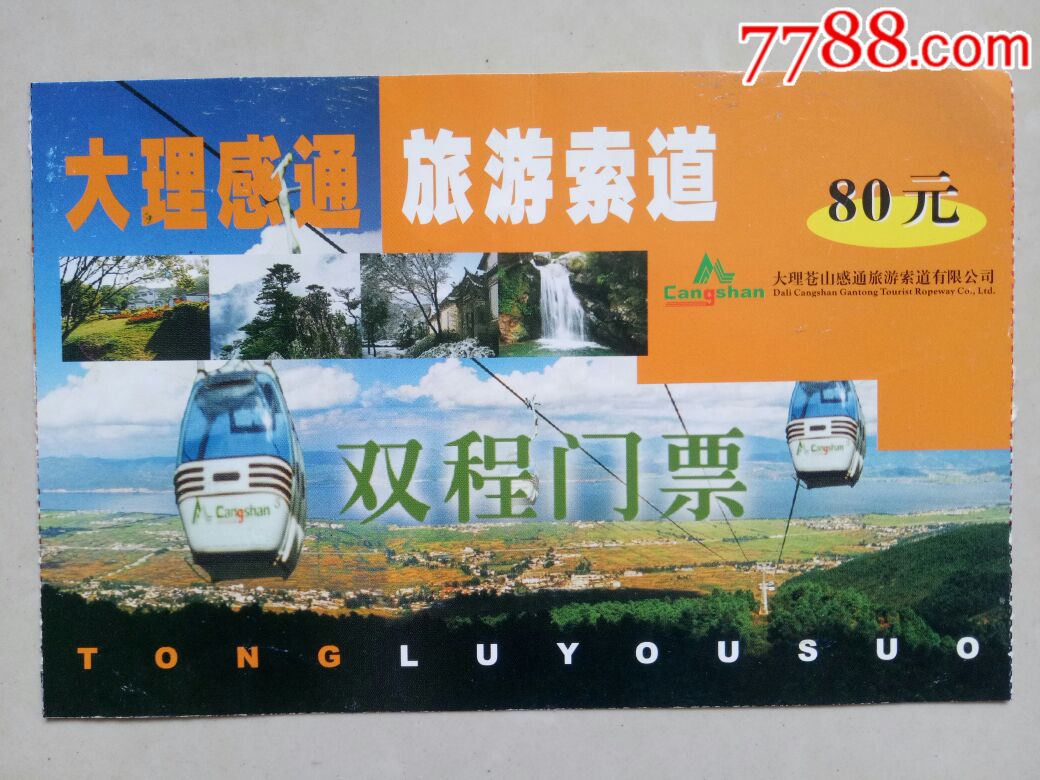 7788.com
大理感通 旅游索道
80元
Cangshan
大理苍山感通旅游索道有限公司
Dali Cangshan Gantong Tourist Ropeway Co., Ltd.
双程门票
Cangshan
Cangshan
TONGLUYOUSUO